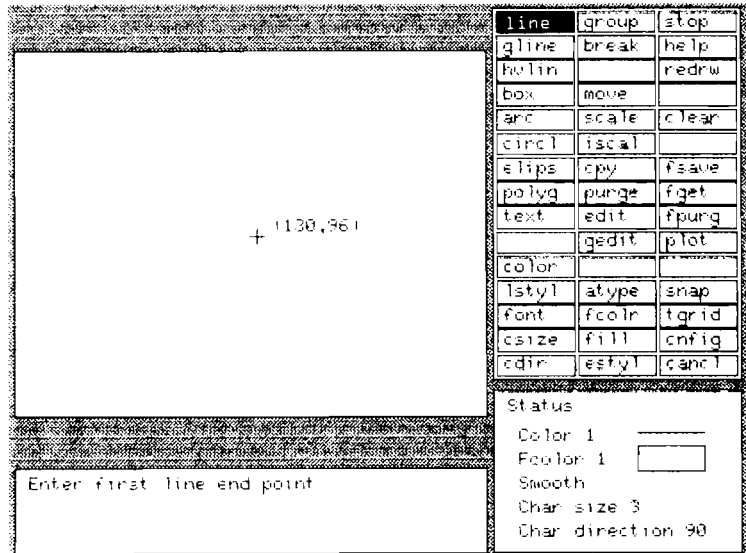 line group stop
gline break help
hvlin redrw
box move
arc scale clear
circl iscal
elips cpy fsave
polyg purge fget
text edit fpurg
gedit plot
color
lstyl atype snap
font fcolr tgrid
csize fill cnfig
cdir estyl cancl
(130,96)
Status
Color 1
Fcolor 1
Smooth
Char size 3
Char direction 90
Enter first line end point